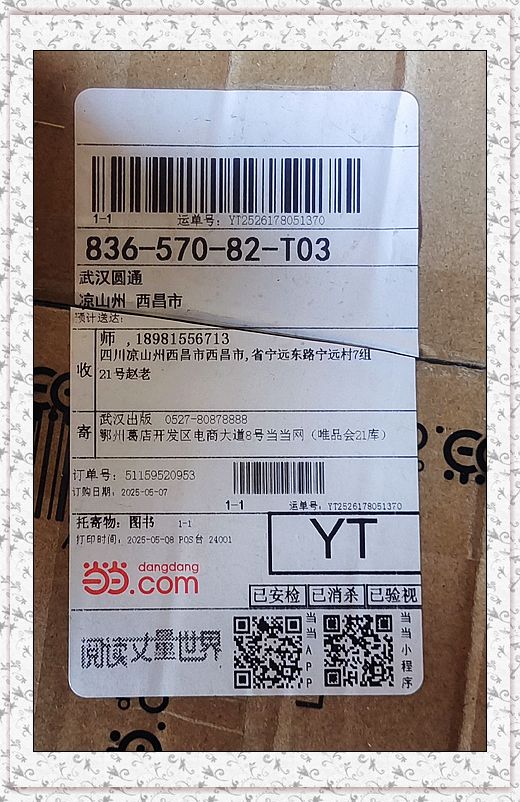 1-1 运单号: YT2526178051370
836-570-82-T03
武汉圆通
凉山州 西昌市
预计送达:
收
师 ,18981556713
四川凉山州西昌市西昌市,省宁远东路宁远村7组
21号赵老
寄
武汉出版 0527-80878888
鄂州葛店开发区电商大道8号当当网（唯品会21库）
订单号: 51159520953
订购日期: 2025-05-07
1-1 运单号: YT2526178051370
托寄物: 图书 1-1
打印时间: 2025-05-08 POS台 24001
YT
dangdang
当当.com
已安检 已消杀 已验视
阅读丈量世界
当当APP
当当小程序